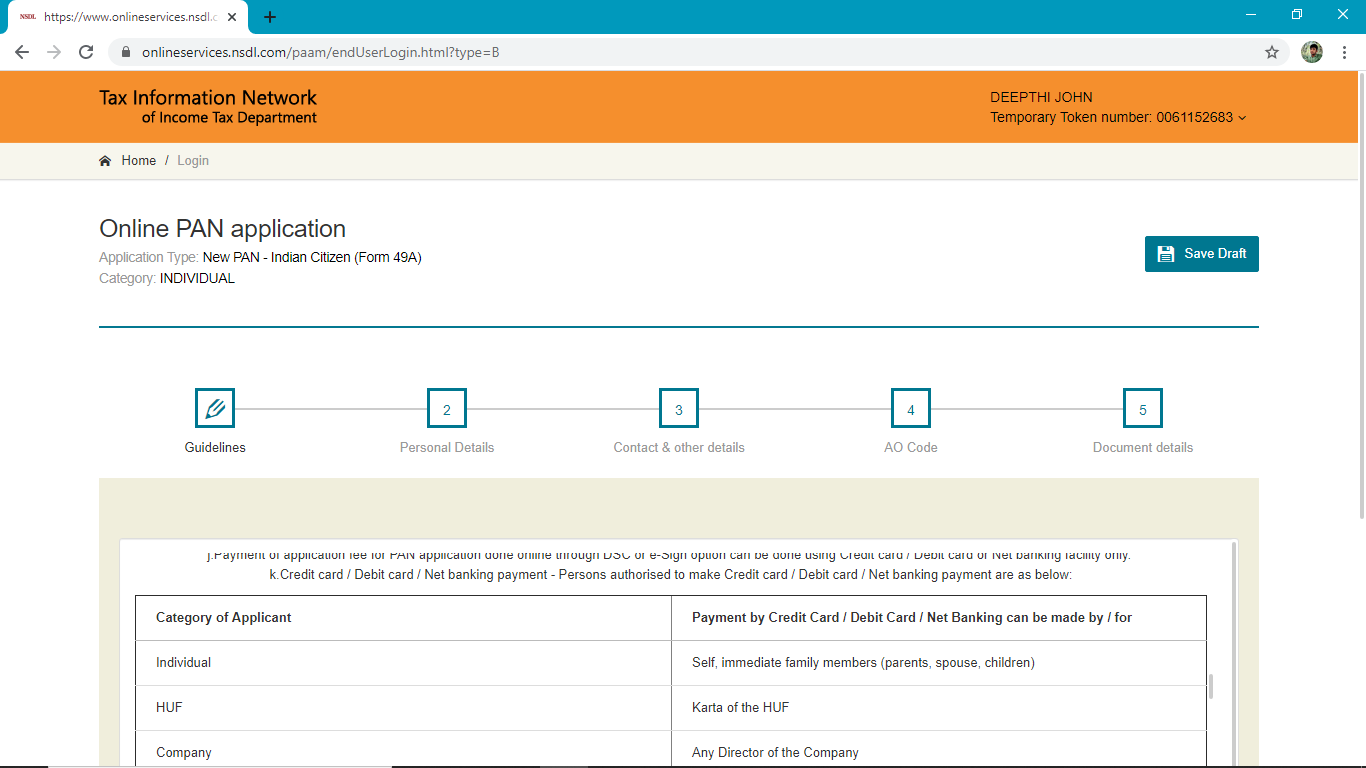 NSDL https://www.onlineservices.nsdl.c
onlineservices.nsdl.com/paam/endUserLogin.html?type=B
Tax Information Network
of Income Tax Department
DEEPTHI JOHN
Temporary Token number: 0061152683
Home / Login
Online PAN application
Application Type: New PAN - Indian Citizen (Form 49A)
Category: INDIVIDUAL
Save Draft
2 3 4 5
Guidelines Personal Details Contact & other details AO Code Document details
j.Payment of application fee for PAN application done online through DSC or e-Sign option can be done using Credit card / Debit card or Net banking facility only.
k.Credit card / Debit card / Net banking payment - Persons authorised to make Credit card / Debit card / Net banking payment are as below:
Category of Applicant Payment by Credit Card / Debit Card / Net Banking can be made by / for
Individual Self, immediate family members (parents, spouse, children)
HUF Karta of the HUF
Company Any Director of the Company